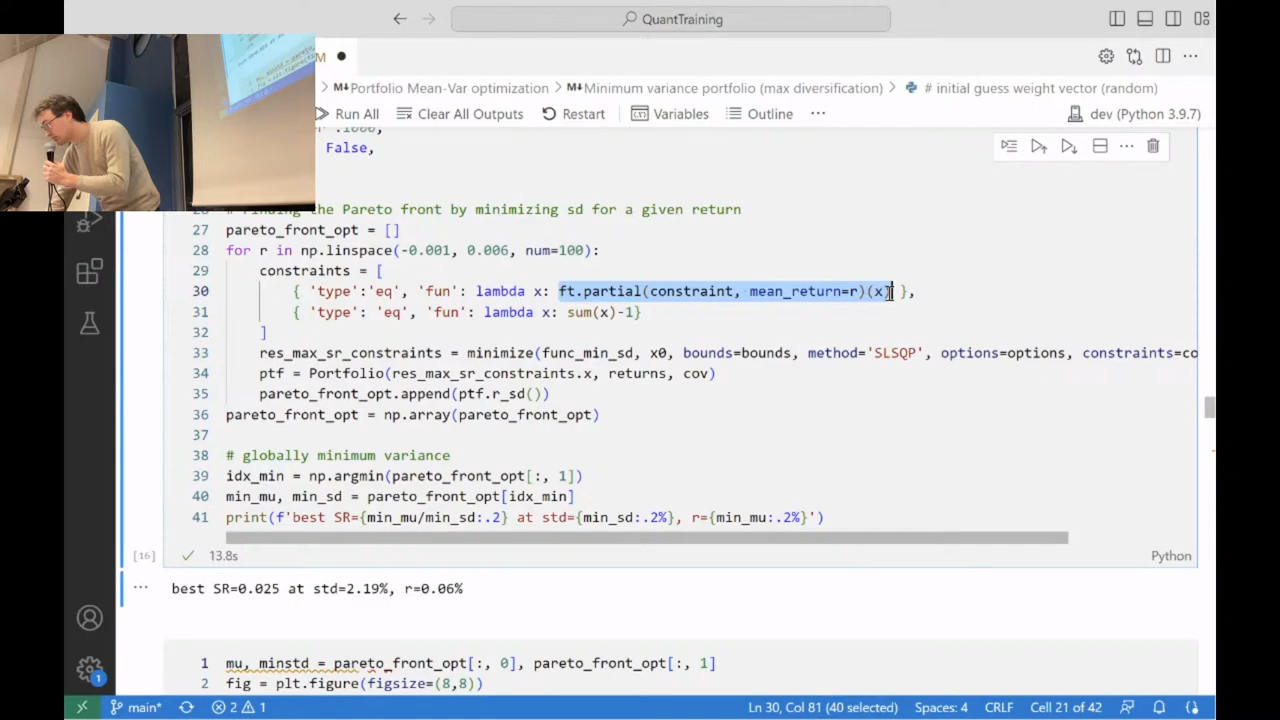 QuantTraining
M
Portfolio Mean-Var optimization > M↓Minimum variance portfolio (max diversification) > # initial guess weight vector (random)
Run All Clear All Outputs Restart Variables Outline ... dev (Python 3.9.7)
False,
the Pareto front by minimizing sd for a given return
27 pareto_front_opt = []
28 for r in np.linspace(-0.001, 0.006, num=100):
29 constraints = [
30 { 'type':'eq', 'fun': lambda x: ft.partial(constraint, mean_return=r)(x) },
31 { 'type': 'eq', 'fun': lambda x: sum(x)-1}
32 ]
33 res_max_sr_constraints = minimize(func_min_sd, x0, bounds=bounds, method='SLSQP', options=options, constraints=co
34 ptf = Portfolio(res_max_sr_constraints.x, returns, cov)
35 pareto_front_opt.append(ptf.r_sd())
36 pareto_front_opt = np.array(pareto_front_opt)
37
38 # globally minimum variance
39 idx_min = np.argmin(pareto_front_opt[:, 1])
40 min_mu, min_sd = pareto_front_opt[idx_min]
41 print(f'best SR={min_mu/min_sd:.2} at std={min_sd:.2%}, r={min_mu:.2%}')
[16] ✓ 13.8s Python
... best SR=0.025 at std=2.19%, r=0.06%
1 mu, minstd = pareto_front_opt[:, 0], pareto_front_opt[:, 1]
2 fig = plt.figure(figsize=(8,8))
1
main* 2 1 Ln 30, Col 81 (40 selected) Spaces: 4 CRLF Cell 21 of 42